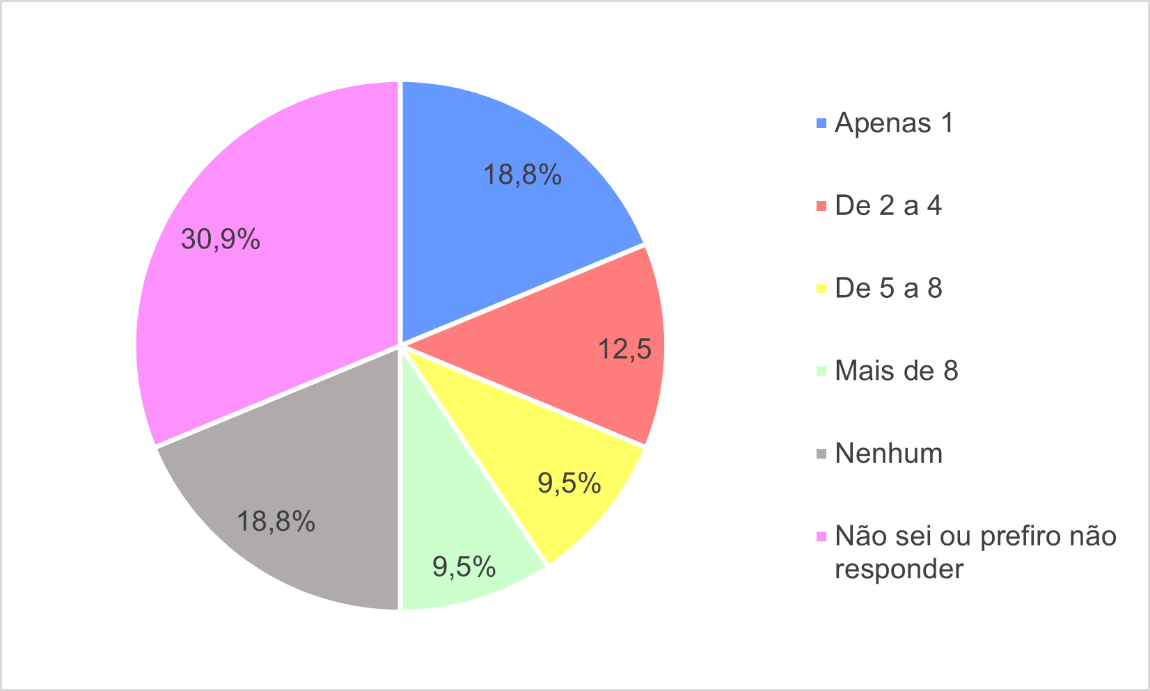 18,8%
12,5
9,5%
9,5%
18,8%
30,9%
Apenas 1
De 2 a 4
De 5 a 8
Mais de 8
Nenhum
Não sei ou prefiro não
responder